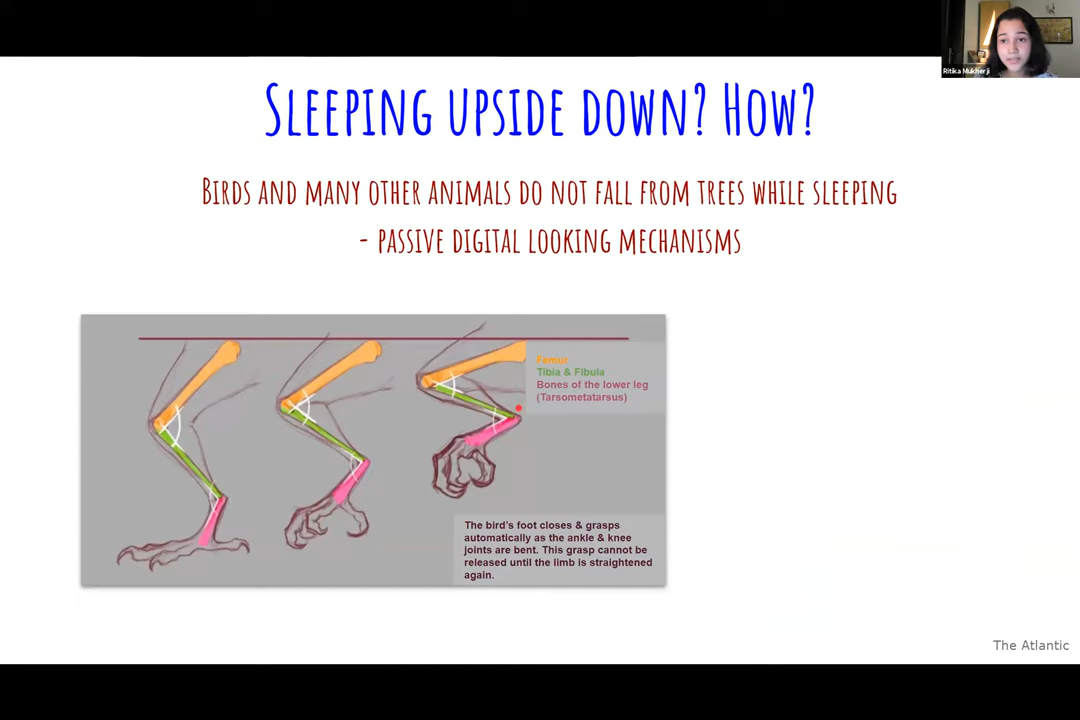 Ritika Mukherji
SLEEPING UPSIDE DOWN? HOW?
BIRDS AND MANY OTHER ANIMALS DO NOT FALL FROM TREES WHILE SLEEPING
- PASSIVE DIGITAL LOOKING MECHANISMS
Femur
Tibia & Fibula
Bones of the lower leg
(Tarsometatarsus)
The bird's foot closes & grasps
automatically as the ankle & knee
joints are bent. This grasp cannot be
released until the limb is straightened
again.
The Atlantic